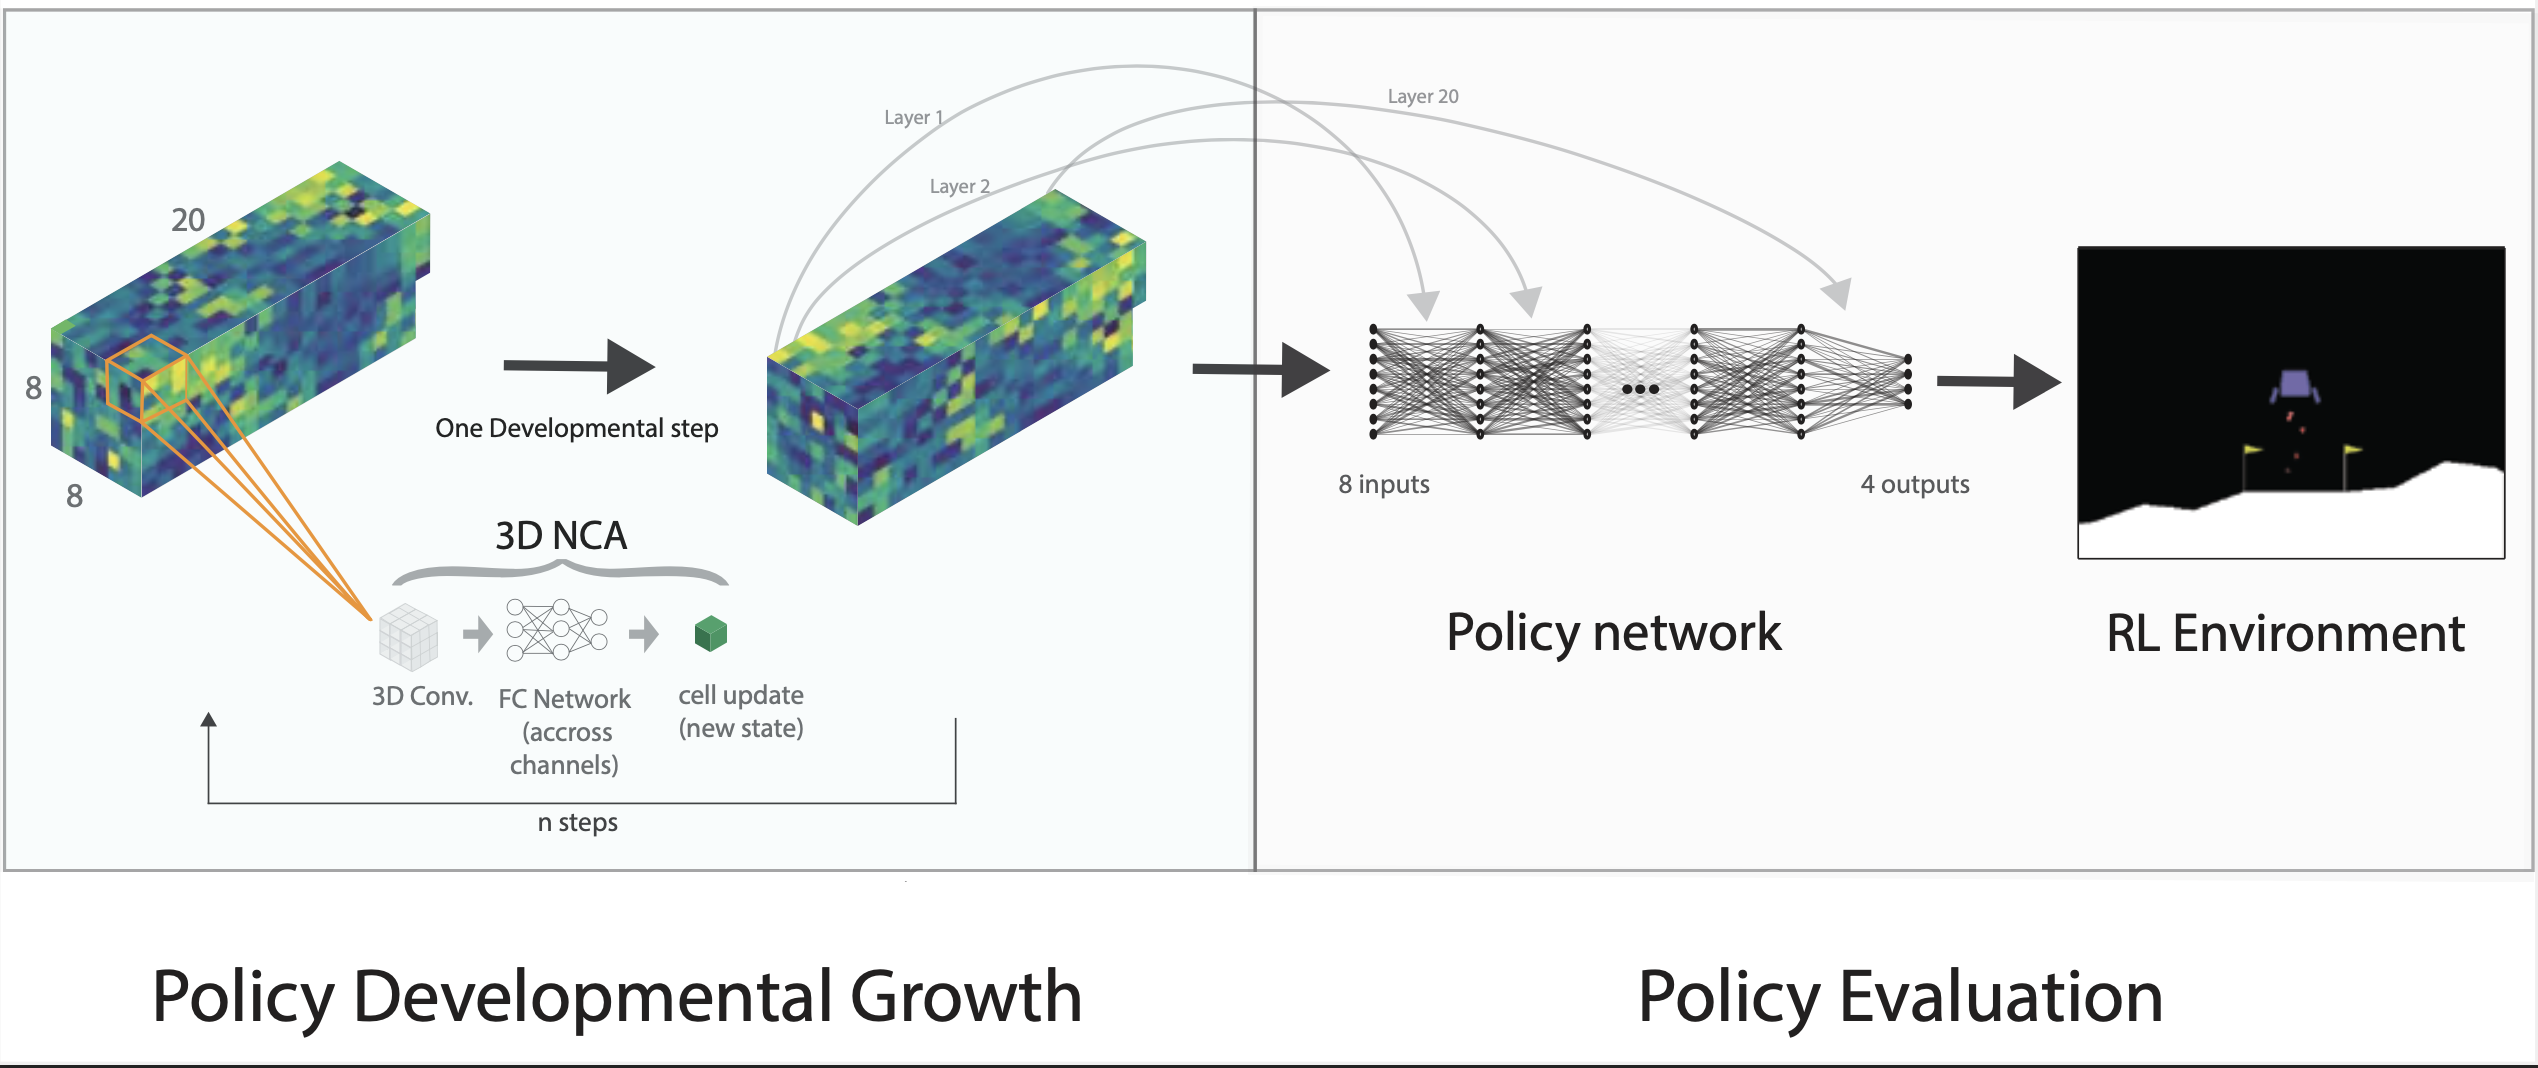 Layer 1
Layer 20
Layer 2
20
8
8
One Developmental step
3D NCA
3D Conv.
FC Network
(accross
channels)
cell update
(new state)
n steps
8 inputs
4 outputs
Policy network
RL Environment
Policy Developmental Growth
Policy Evaluation